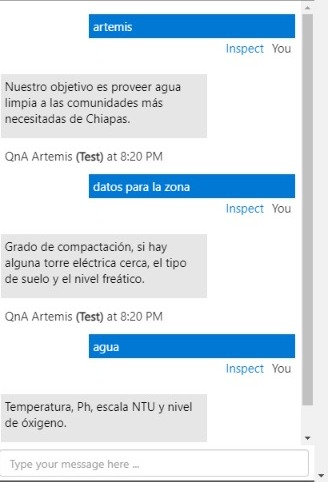 artemis
Inspect You
Nuestro objetivo es proveer agua
limpia a las comunidades más
necesitadas de Chiapas.
QnA Artemis (Test) at 8:20 PM
datos para la zona
Inspect You
Grado de compactación, si hay
alguna torre eléctrica cerca, el tipo
de suelo y el nivel freático.
QnA Artemis (Test) at 8:20 PM
agua
Inspect You
Temperatura, Ph, escala NTU y nivel
de óxigeno.
Type your message here ...